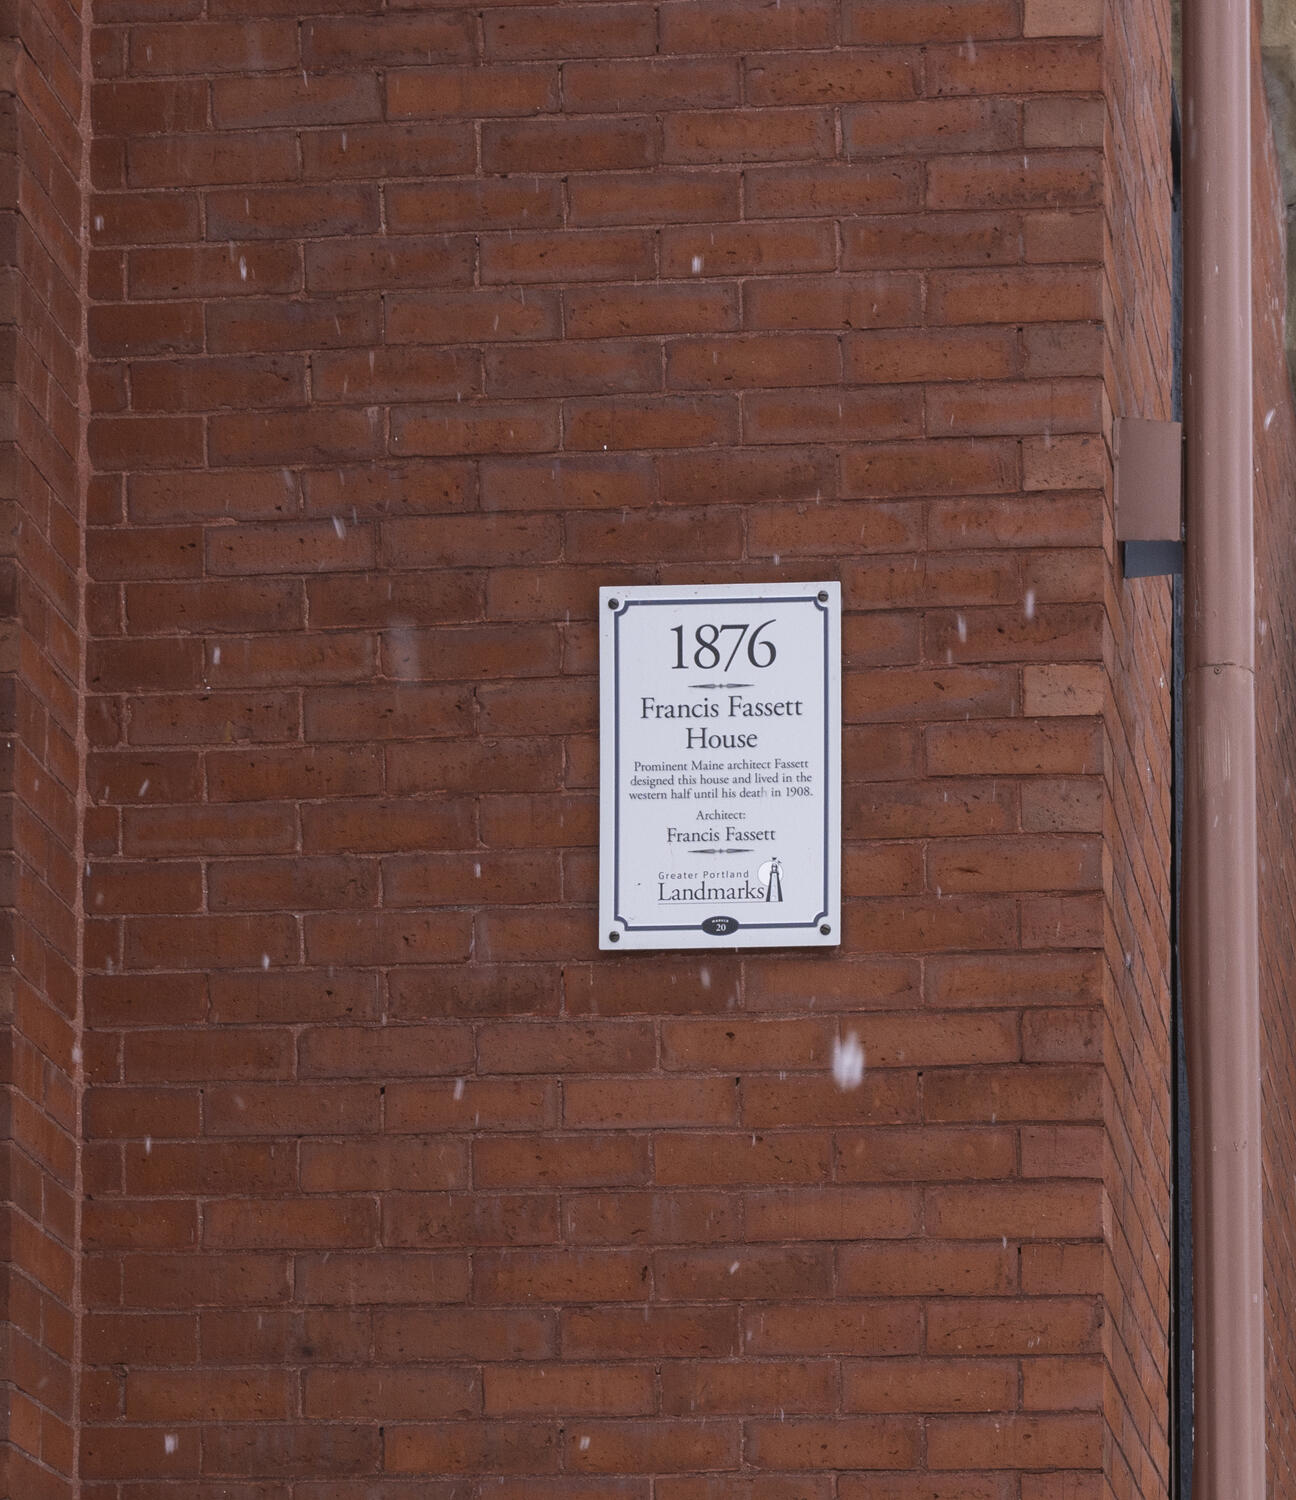 1876
Francis Fassett
House
Prominent Maine architect Fassett
designed this house and lived in the
western half until his death in 1908.
Architect:
Francis Fassett
Greater Portland
Landmarks
MARKER
20